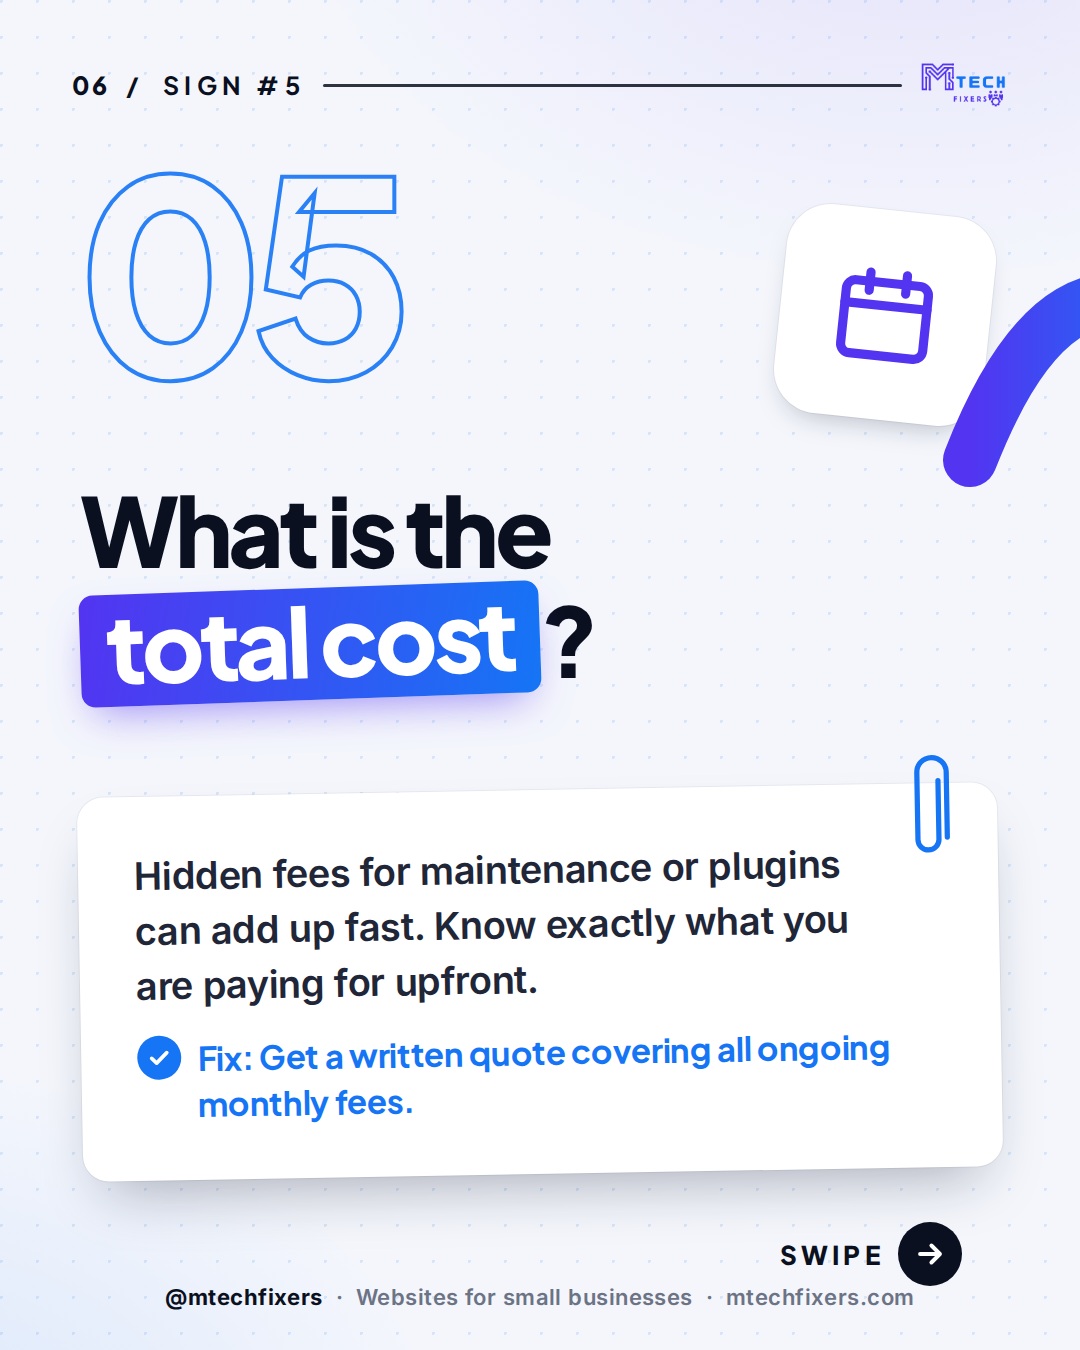 06 / SIGN #5
MTECH
FIXERS
05
What is the
total cost?
Hidden fees for maintenance or plugins
can add up fast. Know exactly what you
are paying for upfront.
Fix: Get a written quote covering all ongoing
monthly fees.
SWIPE
@mtechfixers · Websites for small businesses · mtechfixers.com